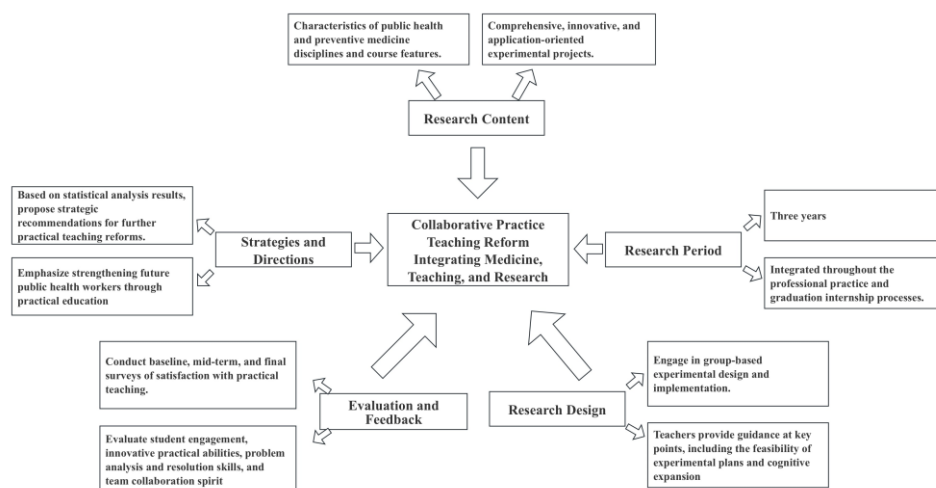 Characteristics of public health
and preventive medicine
disciplines and course features.
Comprehensive, innovative, and
application-oriented
experimental projects.
Research Content
Based on statistical analysis results,
propose strategic
recommendations for further
practical teaching reforms.
Emphasize strengthening future
public health workers through
practical education
Strategies and
Directions
Collaborative Practice
Teaching Reform
Integrating Medicine,
Teaching, and Research
Research Period
Three years
Integrated throughout the
professional practice and
graduation internship processes.
Conduct baseline, mid-term, and final
surveys of satisfaction with practical
teaching.
Evaluate student engagement,
innovative practical abilities, problem
analysis and resolution skills, and
team collaboration spirit
Evaluation and
Feedback
Research Design
Engage in group-based
experimental design and
implementation.
Teachers provide guidance at key
points, including the feasibility of
experimental plans and cognitive
expansion